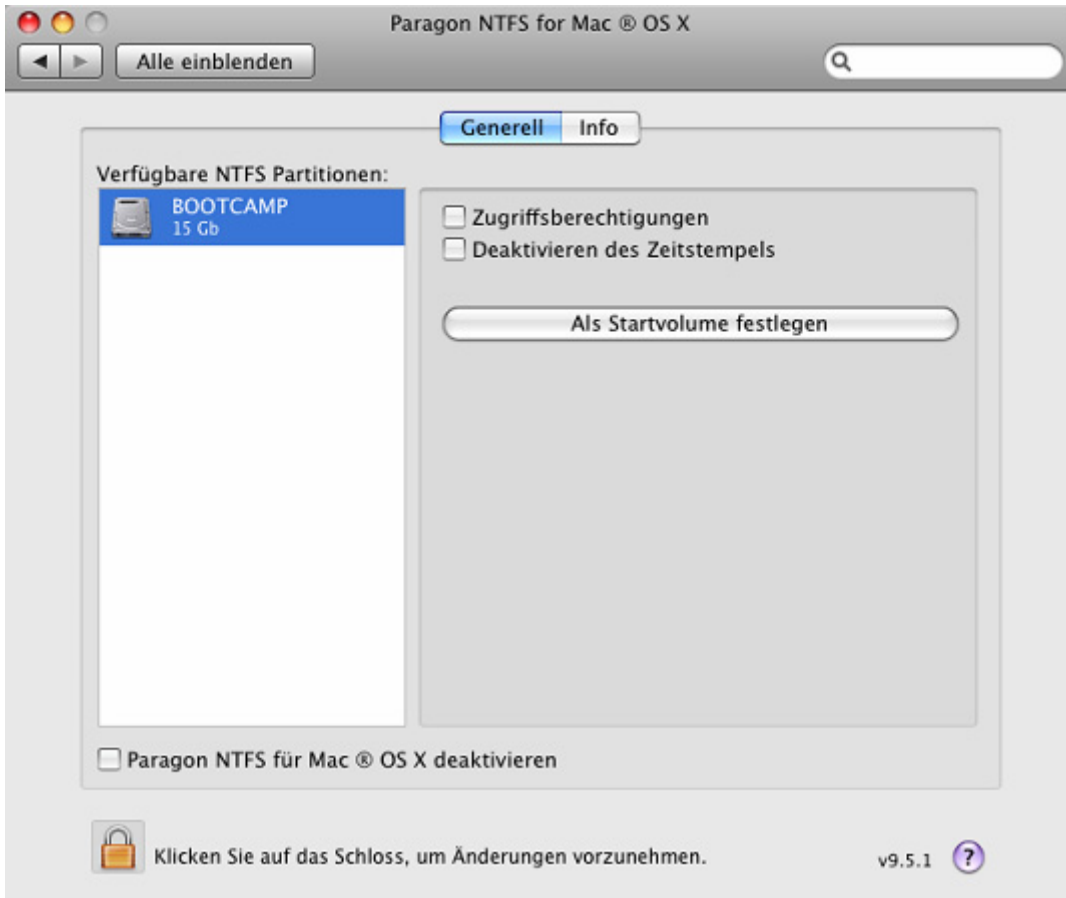 Paragon NTFS for Mac ® OS X
Alle einblenden
Generell Info
Verfügbare NTFS Partitionen:
BOOTCAMP
15 Gb
Zugriffsberechtigungen
Deaktivieren des Zeitstempels
Als Startvolume festlegen
Paragon NTFS für Mac ® OS X deaktivieren
Klicken Sie auf das Schloss, um Änderungen vorzunehmen.
v9.5.1 ?